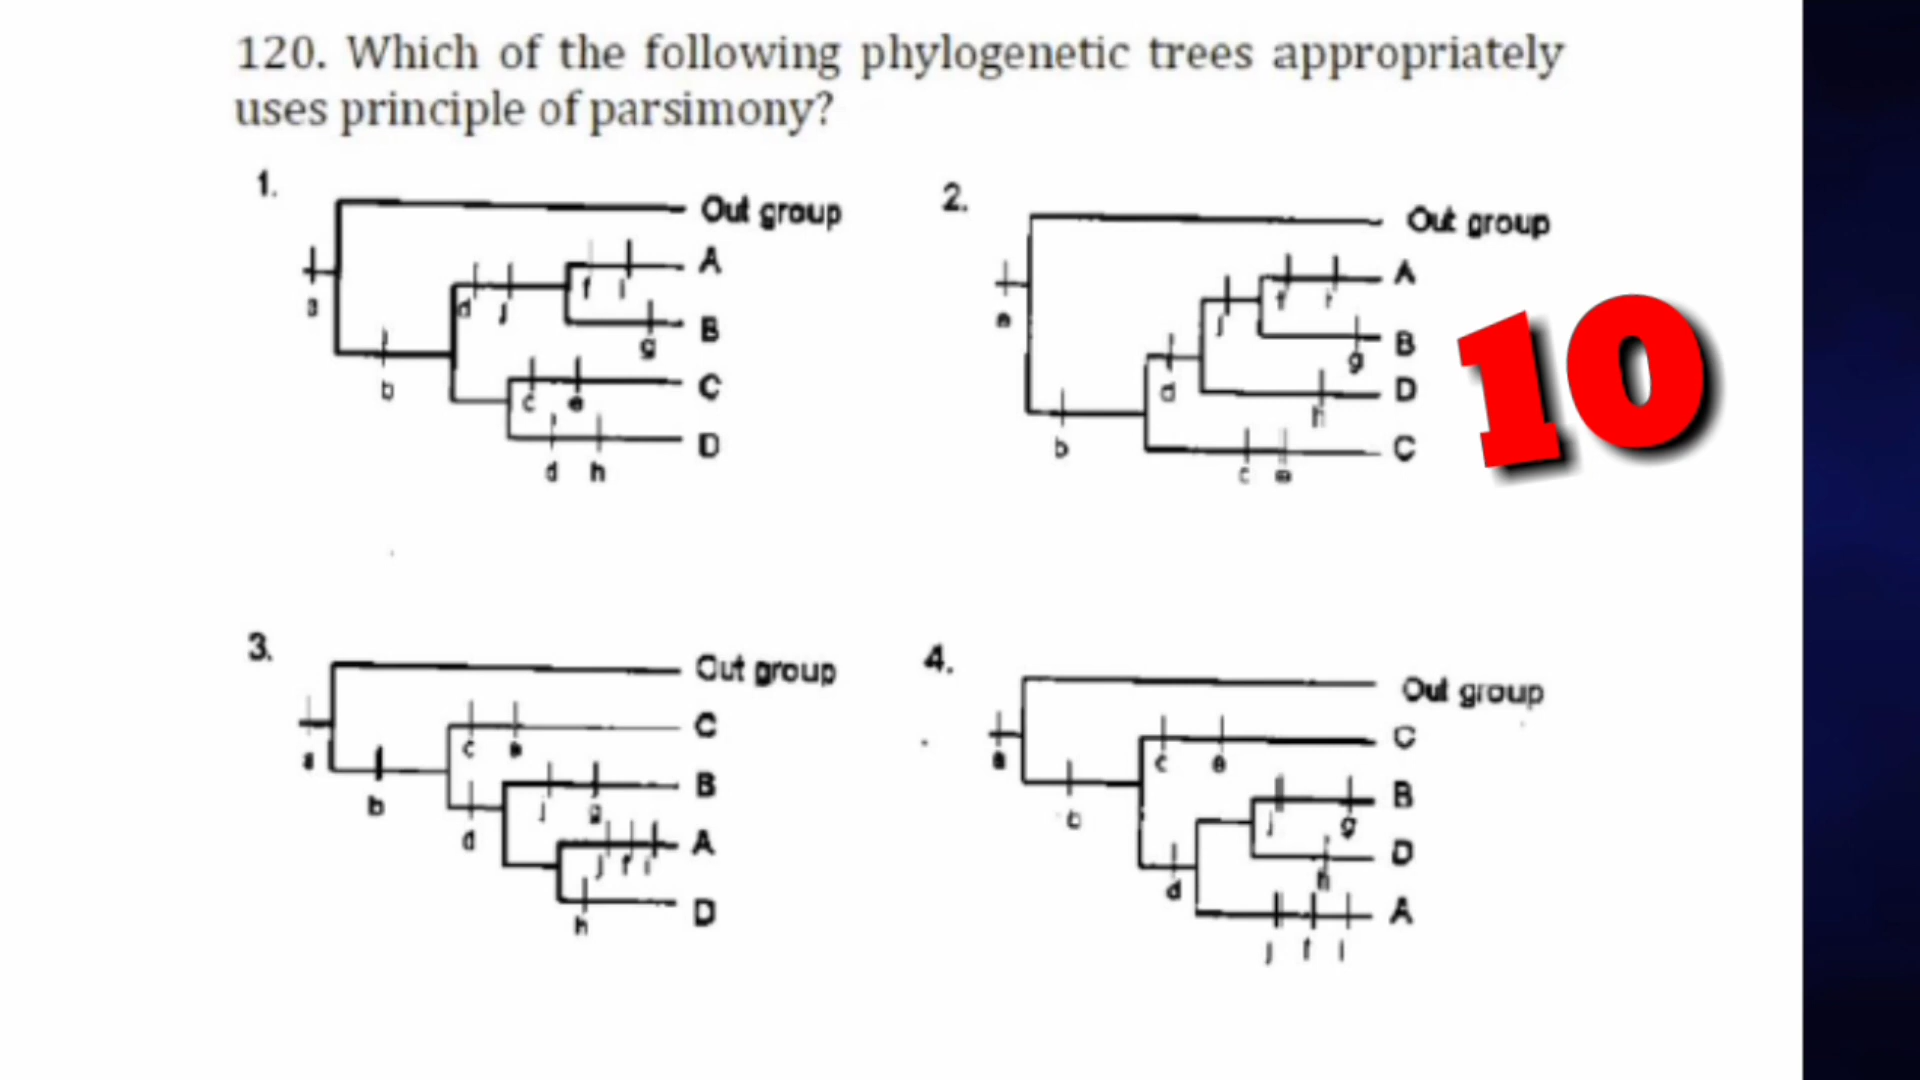 120. Which of the following phylogenetic trees appropriately
uses principle of parsimony?
1.
Out group
A
B
C
D
a
b
d j
f i
g
c e
d h
2.
Out group
A
B
D
C
b
d
j
f
g
h
c e
10
3.
Out group
C
B
A
D
a
b
c e
d
j g
j f i
h
4.
Out group
C
B
D
A
a
c e
d
j g
h
j f i